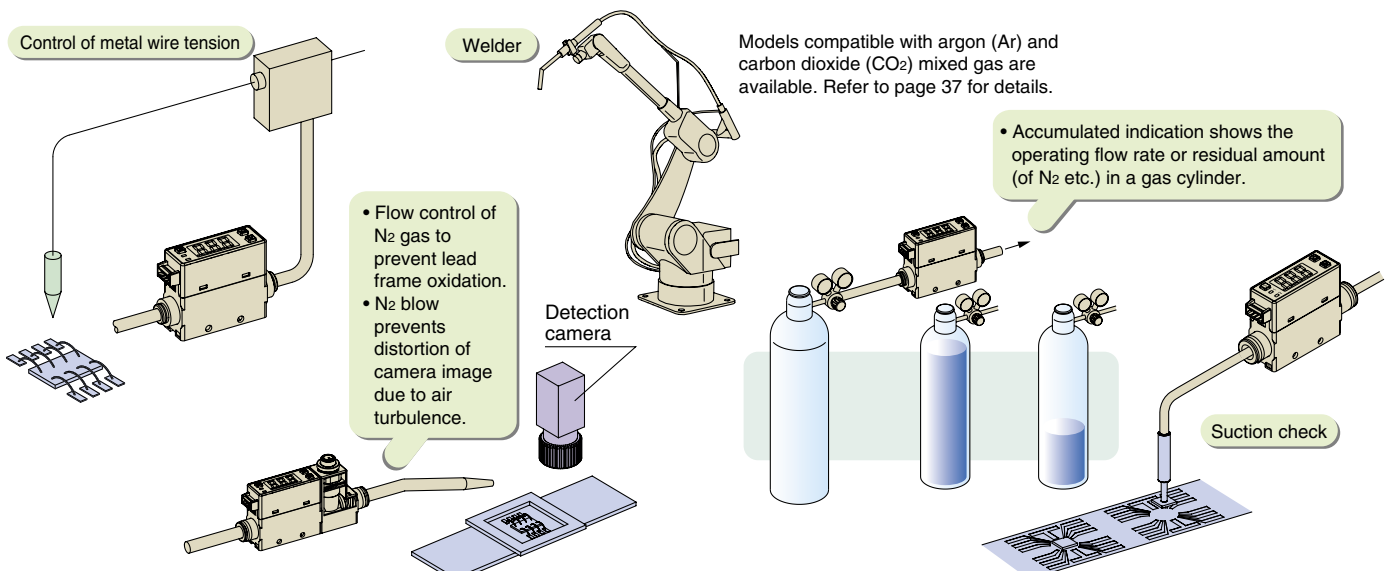 Control of metal wire tension
Welder
Models compatible with argon (Ar) and
carbon dioxide (CO2) mixed gas are
available. Refer to page 37 for details.
• Accumulated indication shows the
operating flow rate or residual amount
(of N2 etc.) in a gas cylinder.
• Flow control of
N2 gas to
prevent lead
frame oxidation.
• N2 blow
prevents
distortion of
camera image
due to air
turbulence.
Detection
camera
Suction check